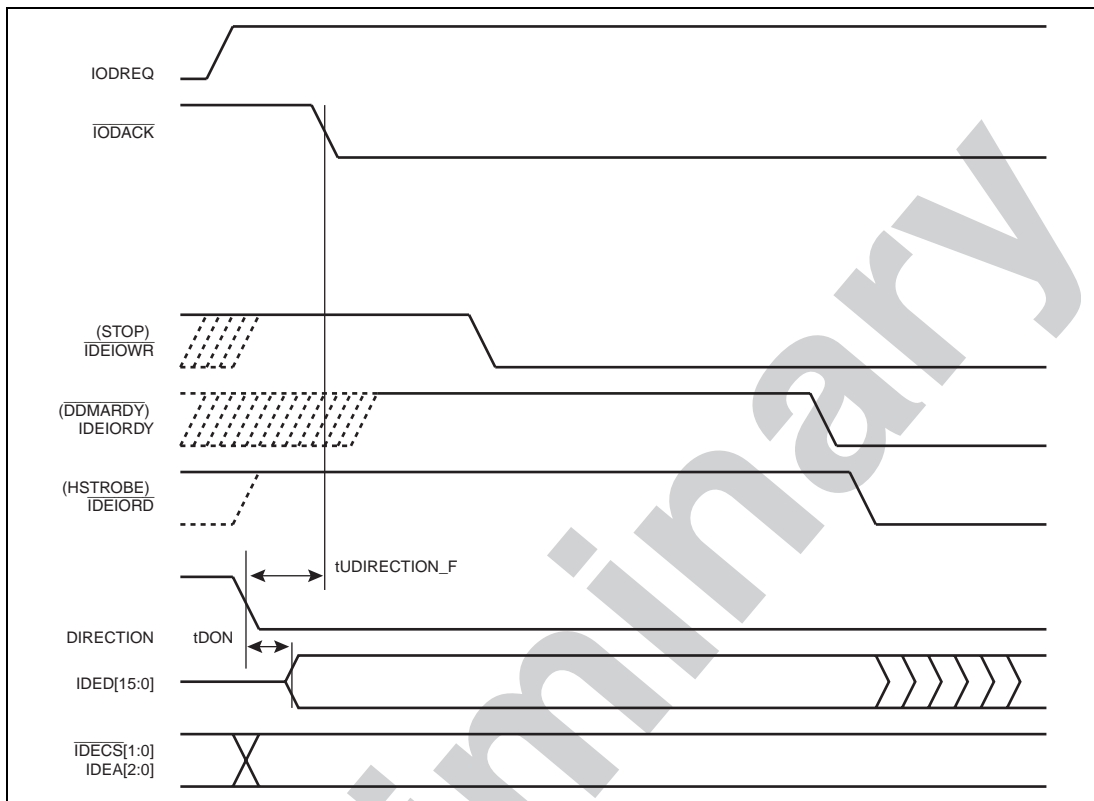 IODREQ
IODACK
(STOP)
IDEIOWR
(DDMARDY)
IDEIORDY
(HSTROBE)
IDEIORD
tUDIRECTION_F
DIRECTION
tDON
IDED[15:0]
IDECS[1:0]
IDEA[2:0]
minary